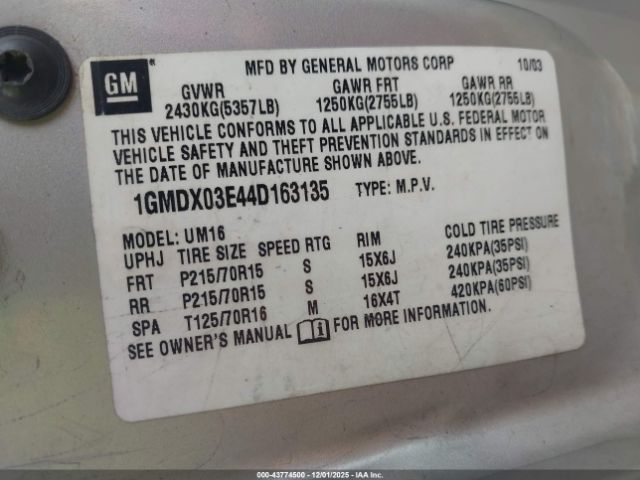 GM
MFD BY GENERAL MOTORS CORP 10/03
GVWR GAWR FRT GAWR RR
2430KG(5357LB) 1250KG(2755LB) 1250KG(2755LB)
THIS VEHICLE CONFORMS TO ALL APPLICABLE U.S. FEDERAL MOTOR
VEHICLE SAFETY AND THEFT PREVENTION STANDARDS IN EFFECT ON
THE DATE OF MANUFACTURE SHOWN ABOVE.
1GMDX03E44D163135 TYPE: M.P.V.
MODEL: UM16
UPHJ TIRE SIZE SPEED RTG RIM COLD TIRE PRESSURE
FRT P215/70R15 S 15X6J 240KPA(35PSI)
RR P215/70R15 S 15X6J 240KPA(35PSI)
SPA T125/70R16 M 16X4T 420KPA(60PSI)
SEE OWNER'S MANUAL FOR MORE INFORMATION.
000-43774500 - 12/01/2025 - IAAI.COM